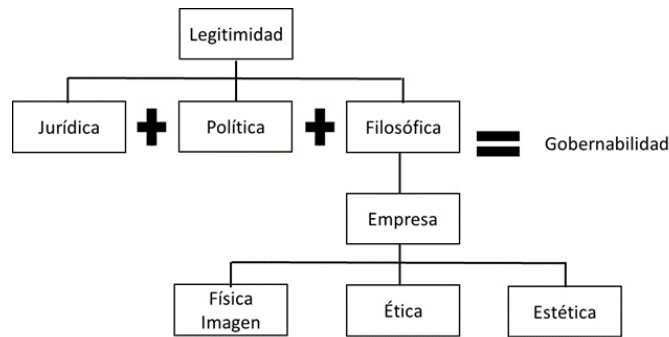 Legitimidad
Jurídica
Política
Filosófica
Gobernabilidad
Empresa
Física
Imagen
Ética
Estética